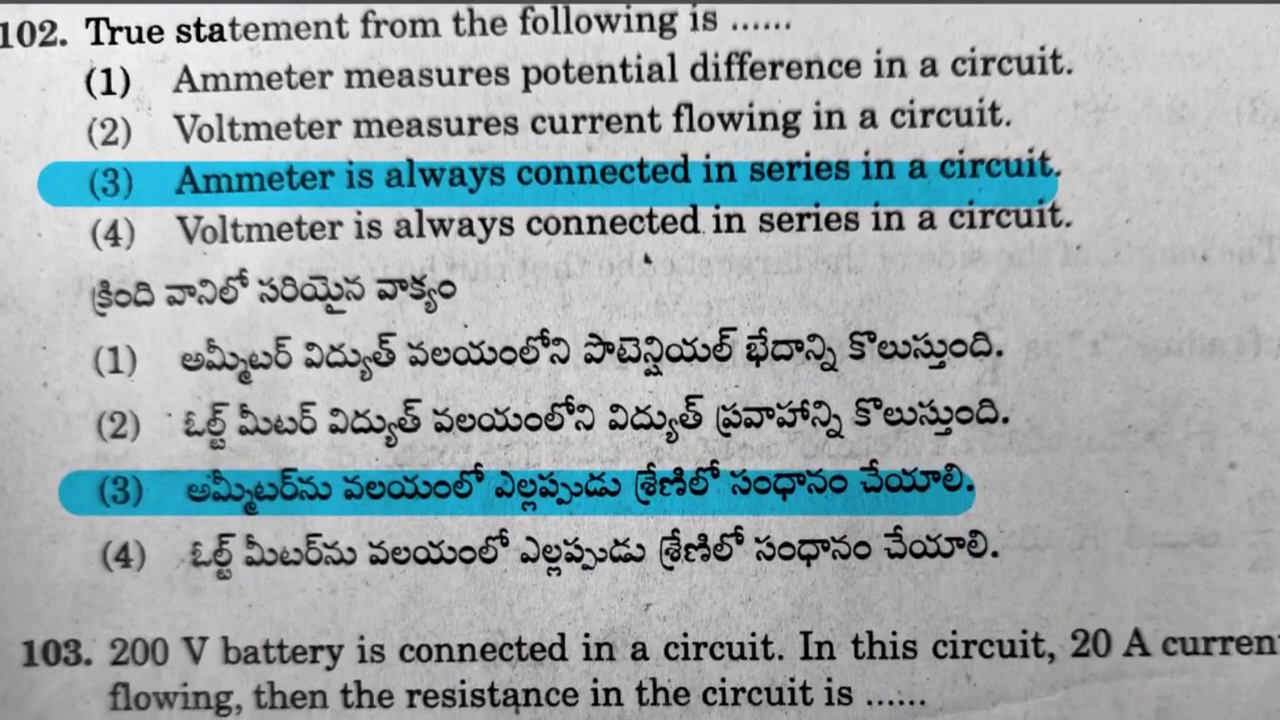 102. True statement from the following is ......
(1) Ammeter measures potential difference in a circuit.
(2) Voltmeter measures current flowing in a circuit.
(3) Ammeter is always connected in series in a circuit.
(4) Voltmeter is always connected in series in a circuit.
క్రింది వానిలో సరియైన వాక్యం
(1) అమ్మీటర్ విద్యుత్ వలయంలోని పొటెన్షియల్ భేదాన్ని కొలుస్తుంది.
(2) ఓల్ట్ మీటర్ విద్యుత్ వలయంలోని విద్యుత్ ప్రవాహాన్ని కొలుస్తుంది.
(3) అమ్మీటర్‌ను వలయంలో ఎల్లప్పుడు శ్రేణిలో సంధానం చేయాలి.
(4) ఓల్ట్ మీటర్‌ను వలయంలో ఎల్లప్పుడు శ్రేణిలో సంధానం చేయాలి.
103. 200 V battery is connected in a circuit. In this circuit, 20 A curren
flowing, then the resistance in the circuit is ......